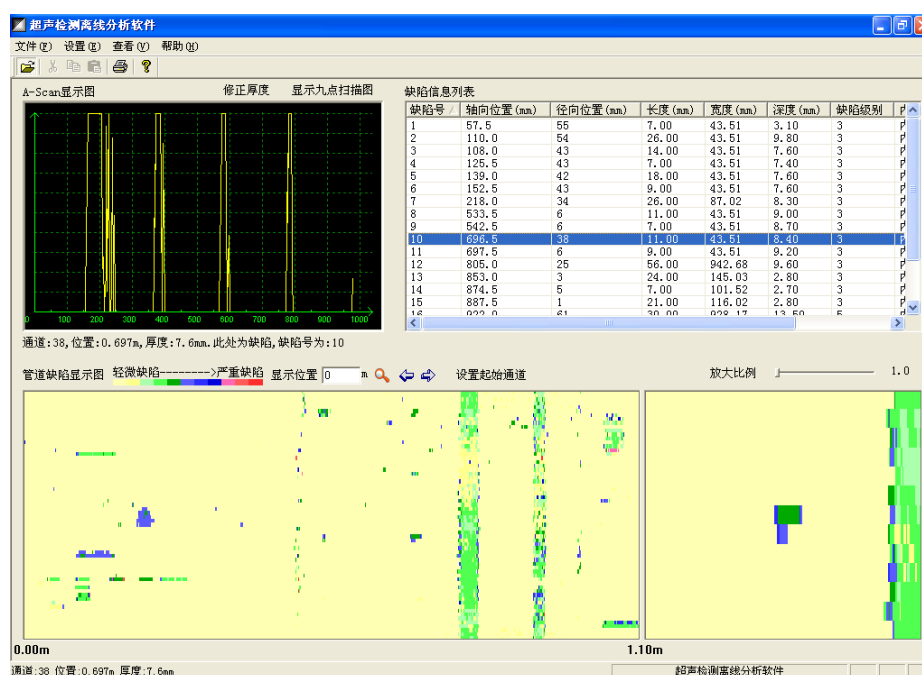 超声检测离线分析软件
文件(F) 设置(E) 查看(V) 帮助(H)
A-Scan显示图 修正厚度 显示九点扫描图 缺陷信息列表
缺陷号 轴向位置(mm) 径向位置(mm) 长度(mm) 宽度(mm) 深度(mm) 缺陷级别
1 57.5 55 7.00 43.51 3.10 3
2 110.0 54 26.00 43.51 9.80 3
3 108.0 43 14.00 43.51 7.60 3
4 125.5 43 7.00 43.51 7.40 3
5 139.0 42 18.00 43.51 7.60 3
6 152.5 43 9.00 43.51 7.60 3
7 218.0 34 26.00 87.02 8.30 3
8 533.5 6 11.00 43.51 9.00 3
9 542.5 6 7.00 43.51 8.70 3
10 696.5 38 11.00 43.51 8.40 3
11 697.5 6 9.00 43.51 9.20 3
12 805.0 25 56.00 942.68 9.60 3
13 853.0 3 24.00 145.03 2.80 3
14 874.5 5 7.00 101.52 2.70 3
15 887.5 1 21.00 116.02 2.80 3
16 922.0 61 30.00 928.17 13.50 5
0 100 200 300 400 500 600 700 800 900 1000
通道:38,位置:0.697m,厚度:7.6mm.此处为缺陷,缺陷号为:10
管道缺陷显示图 轻微缺陷-------->严重缺陷 显示位置 0 m 设置起始通道 放大比例 1.0
0.00m 1.10m
通道:38 位置:0.697m 厚度:7.6mm 超声检测离线分析软件